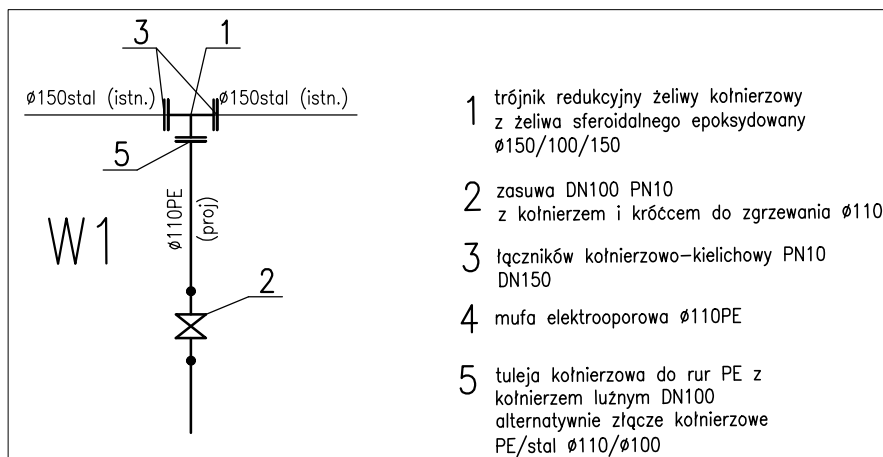 3 1
ø150stal (istn.) ø150stal (istn.)
5
ø110PE
(proj)
W1
2
1 trójnik redukcyjny żeliwy kołnierzowy
z żeliwa sferoidalnego epoksydowany
ø150/100/150
2 zasuwa DN100 PN10
z kołnierzem i króćcem do zgrzewania ø110
3 łączników kołnierzowo-kielichowy PN10
DN150
4 mufa elektrooporowa ø110PE
5 tuleja kołnierzowa do rur PE z
kołnierzem luźnym DN100
alternatywnie złącze kołnierzowe
PE/stal ø110/ø100